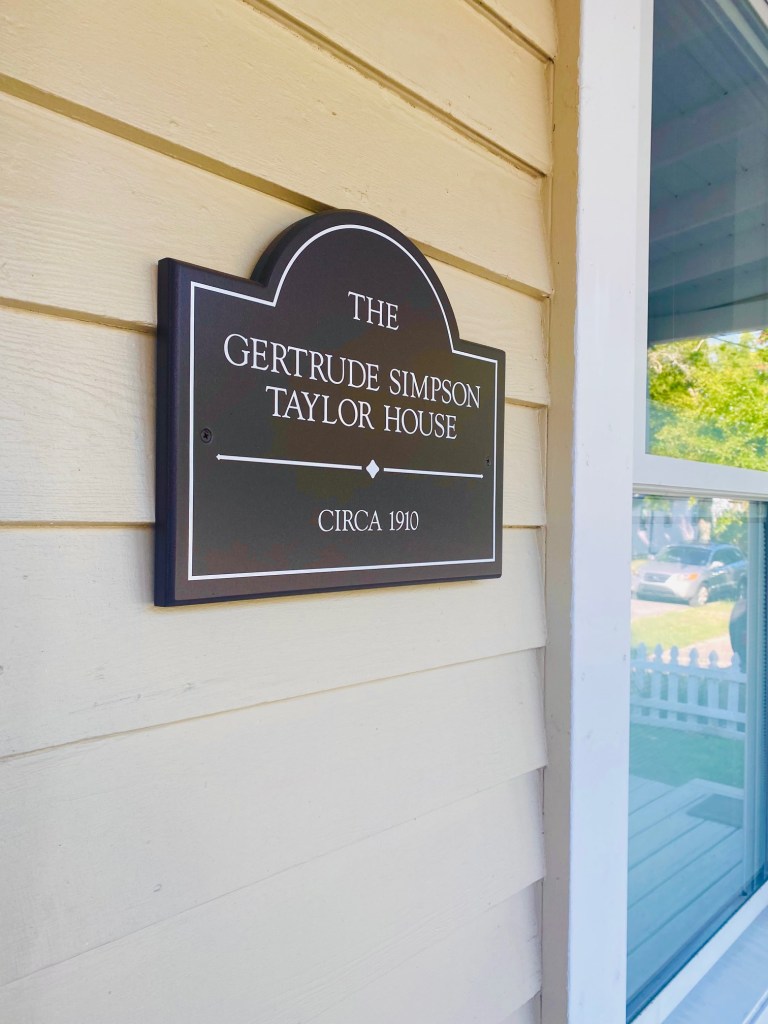 THE
GERTRUDE SIMPSON
TAYLOR HOUSE
CIRCA 1910